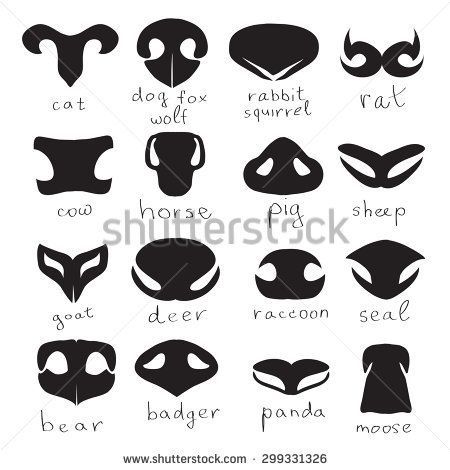 cat
dog fox
wolf
rabbit
squirrel
rat
cow
horse
pig
sheep
shutterstock
goat
deer
raccoon
seal
bear
badger
panda
moose
www.shutterstock.com · 299331326